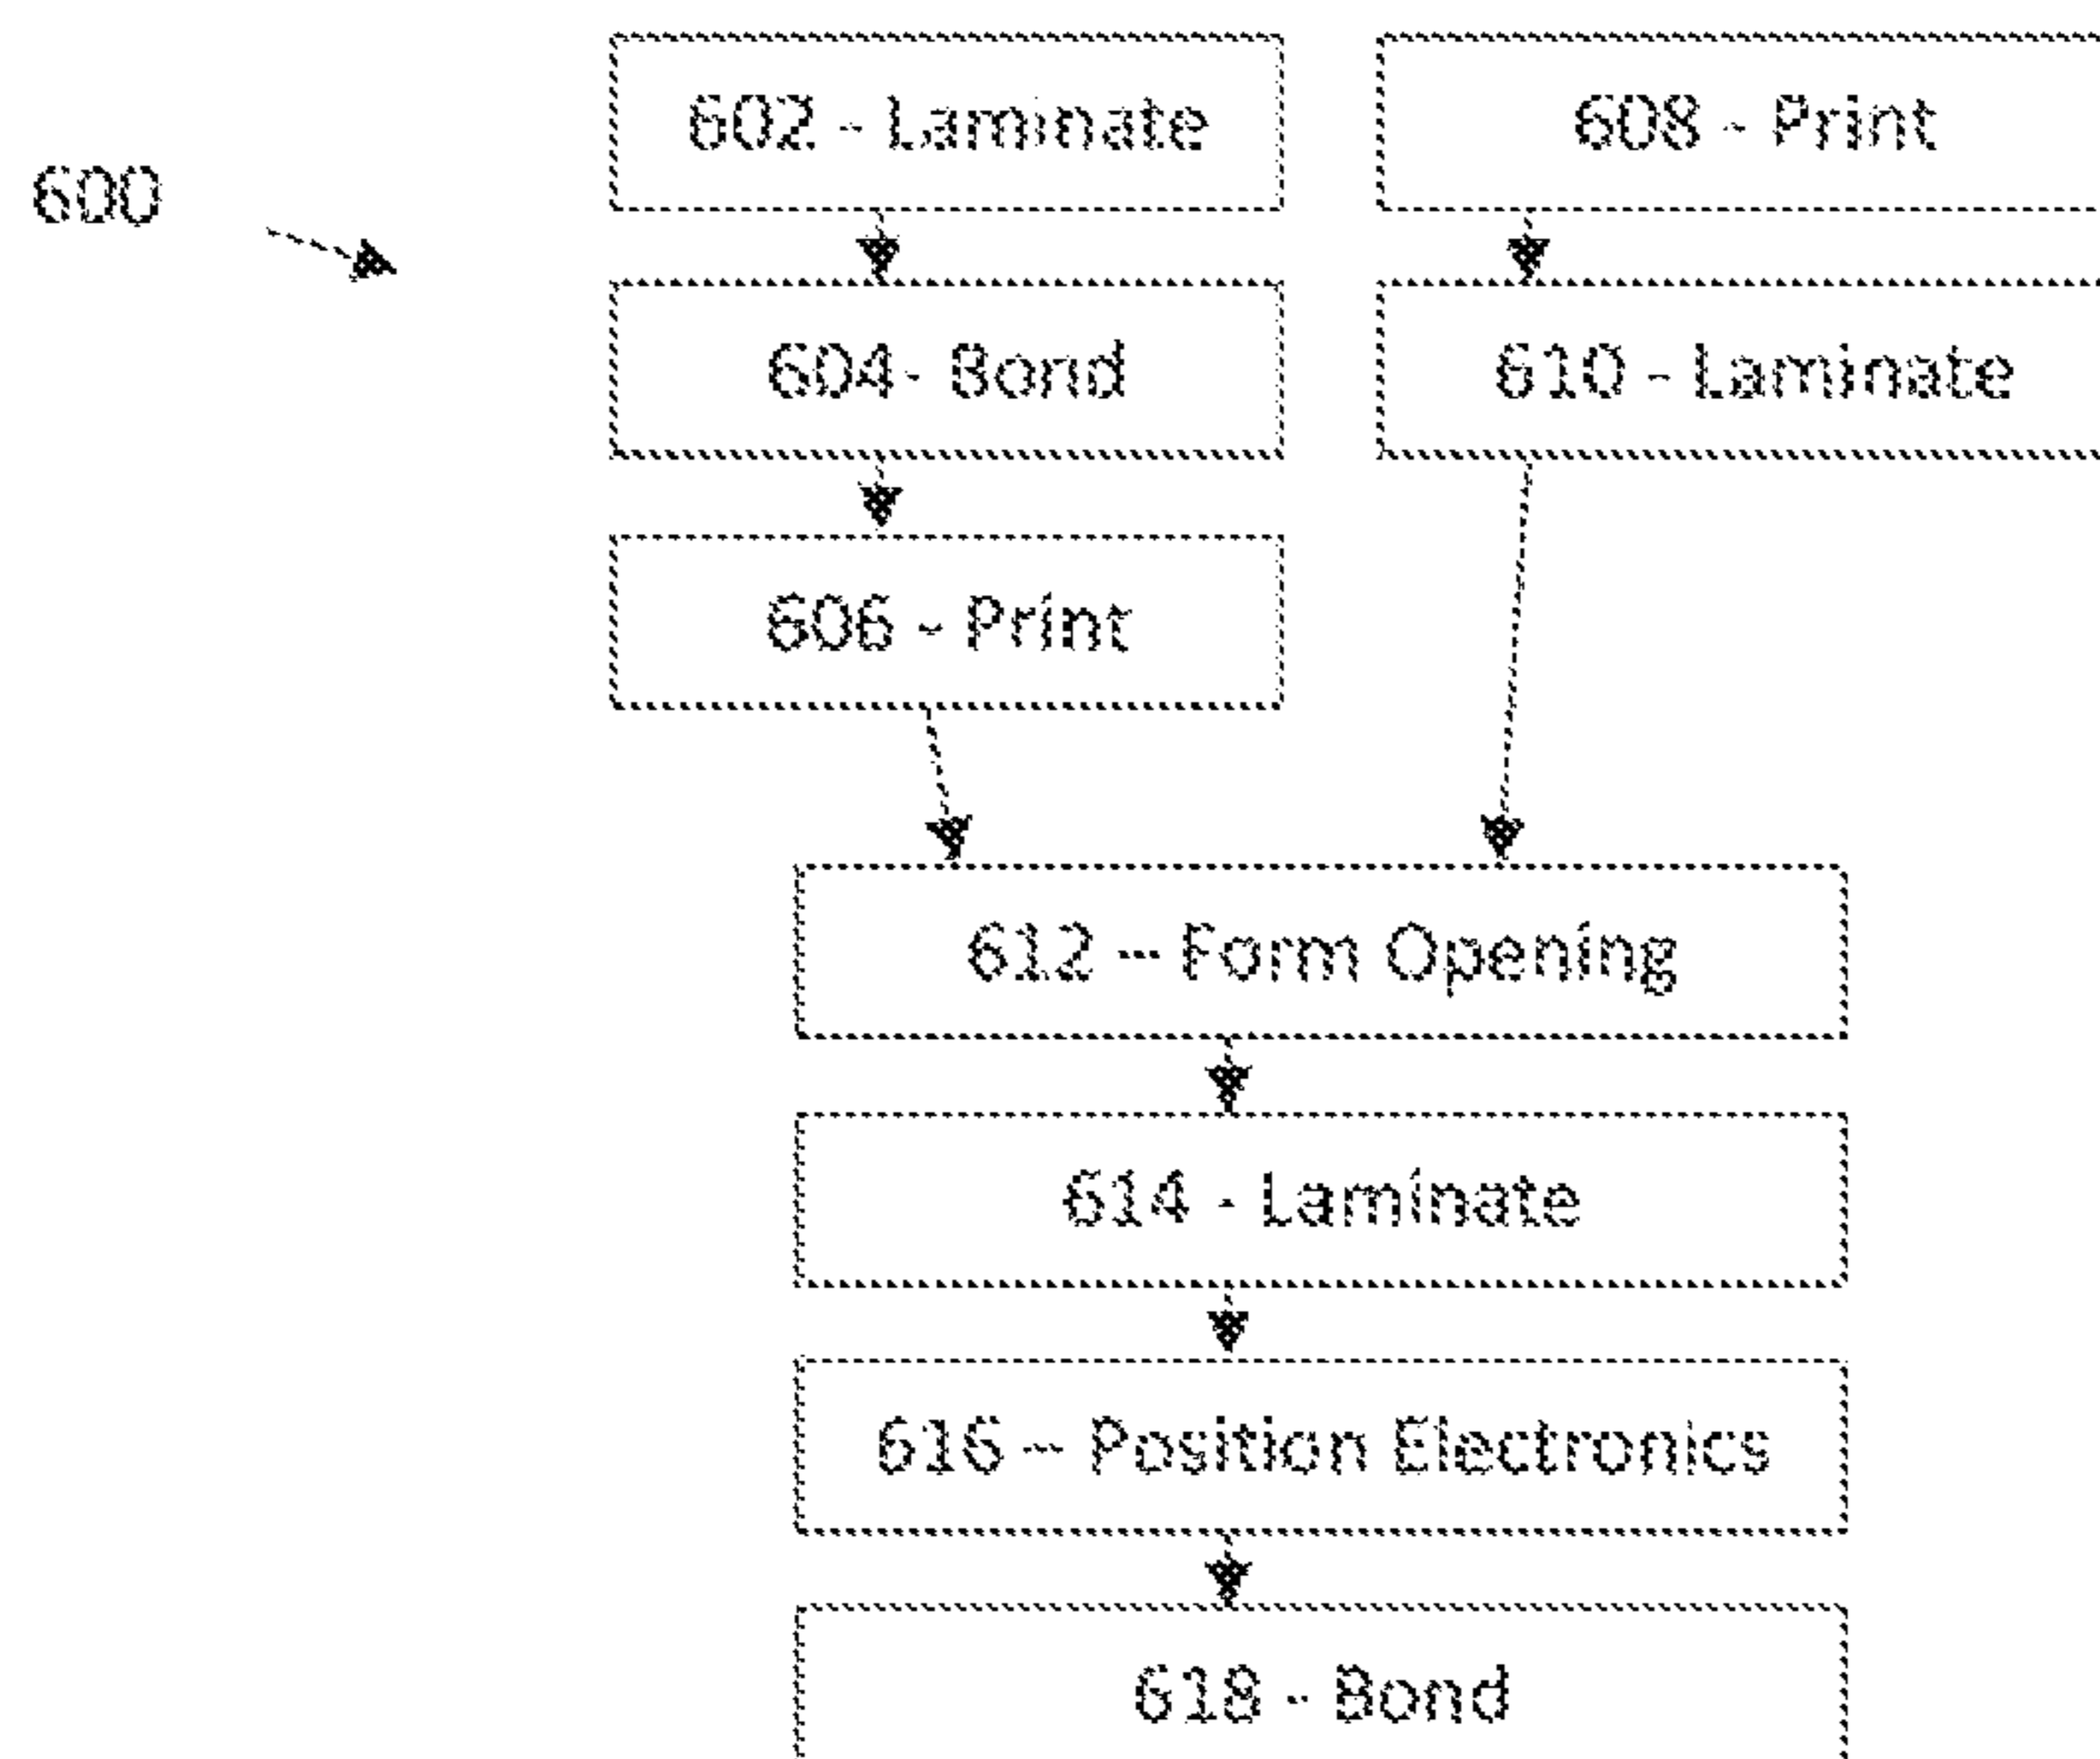 600
602 - Laminate
604- Bond
606 - Print
608 - Print
610 - Laminate
612 – Form Opening
614 - Laminate
616 – Position Electronics
618 - Bond